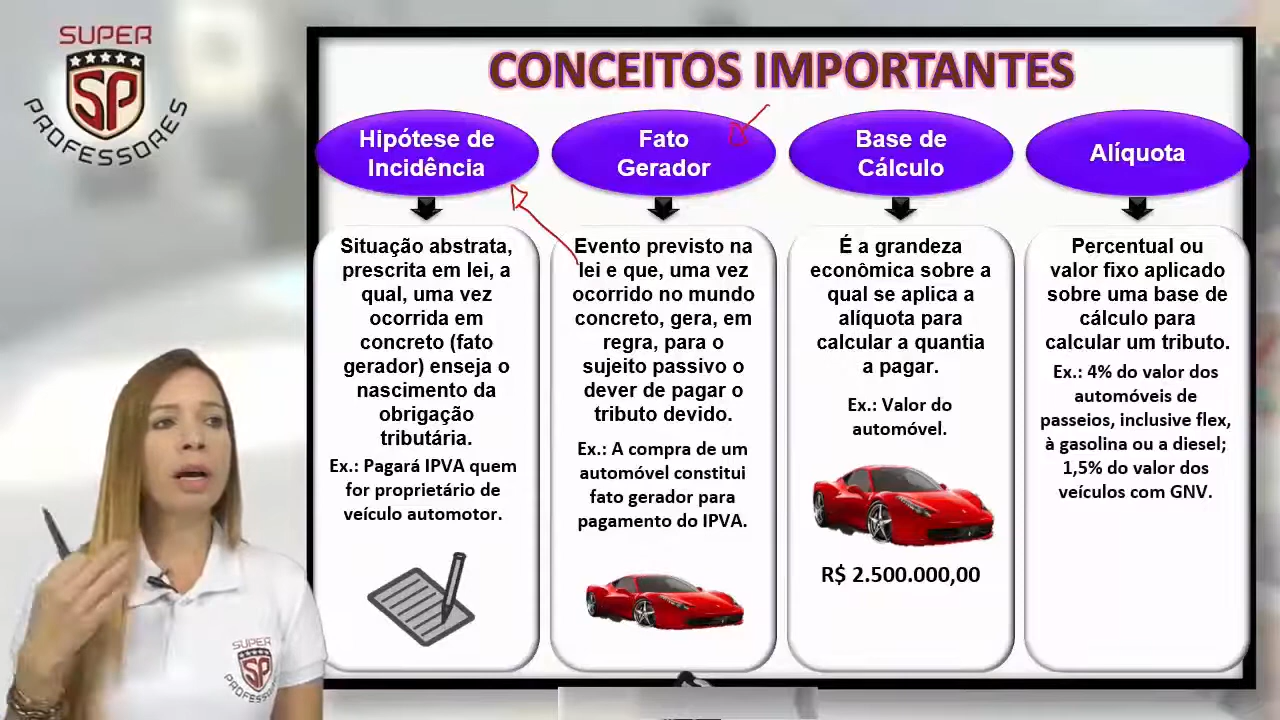 SUPER
SP
PROFESSORES
CONCEITOS IMPORTANTES
Hipótese de
Incidência
Situação abstrata,
prescrita em lei, a
qual, uma vez
ocorrida em
concreto (fato
gerador) enseja o
nascimento da
obrigação
tributária.
Ex.: Pagará IPVA quem
for proprietário de
veículo automotor.
Fato
Gerador
Evento previsto na
lei e que, uma vez
ocorrido no mundo
concreto, gera, em
regra, para o
sujeito passivo o
dever de pagar o
tributo devido.
Ex.: A compra de um
automóvel constitui
fato gerador para
pagamento do IPVA.
Base de
Cálculo
É a grandeza
econômica sobre a
qual se aplica a
alíquota para
calcular a quantia
a pagar.
Ex.: Valor do
automóvel.
R$ 2.500.000,00
Alíquota
Percentual ou
valor fixo aplicado
sobre uma base de
cálculo para
calcular um tributo.
Ex.: 4% do valor dos
automóveis de
passeios, inclusive flex,
à gasolina ou a diesel;
1,5% do valor dos
veículos com GNV.
SUPER
SP
PROFESSORES